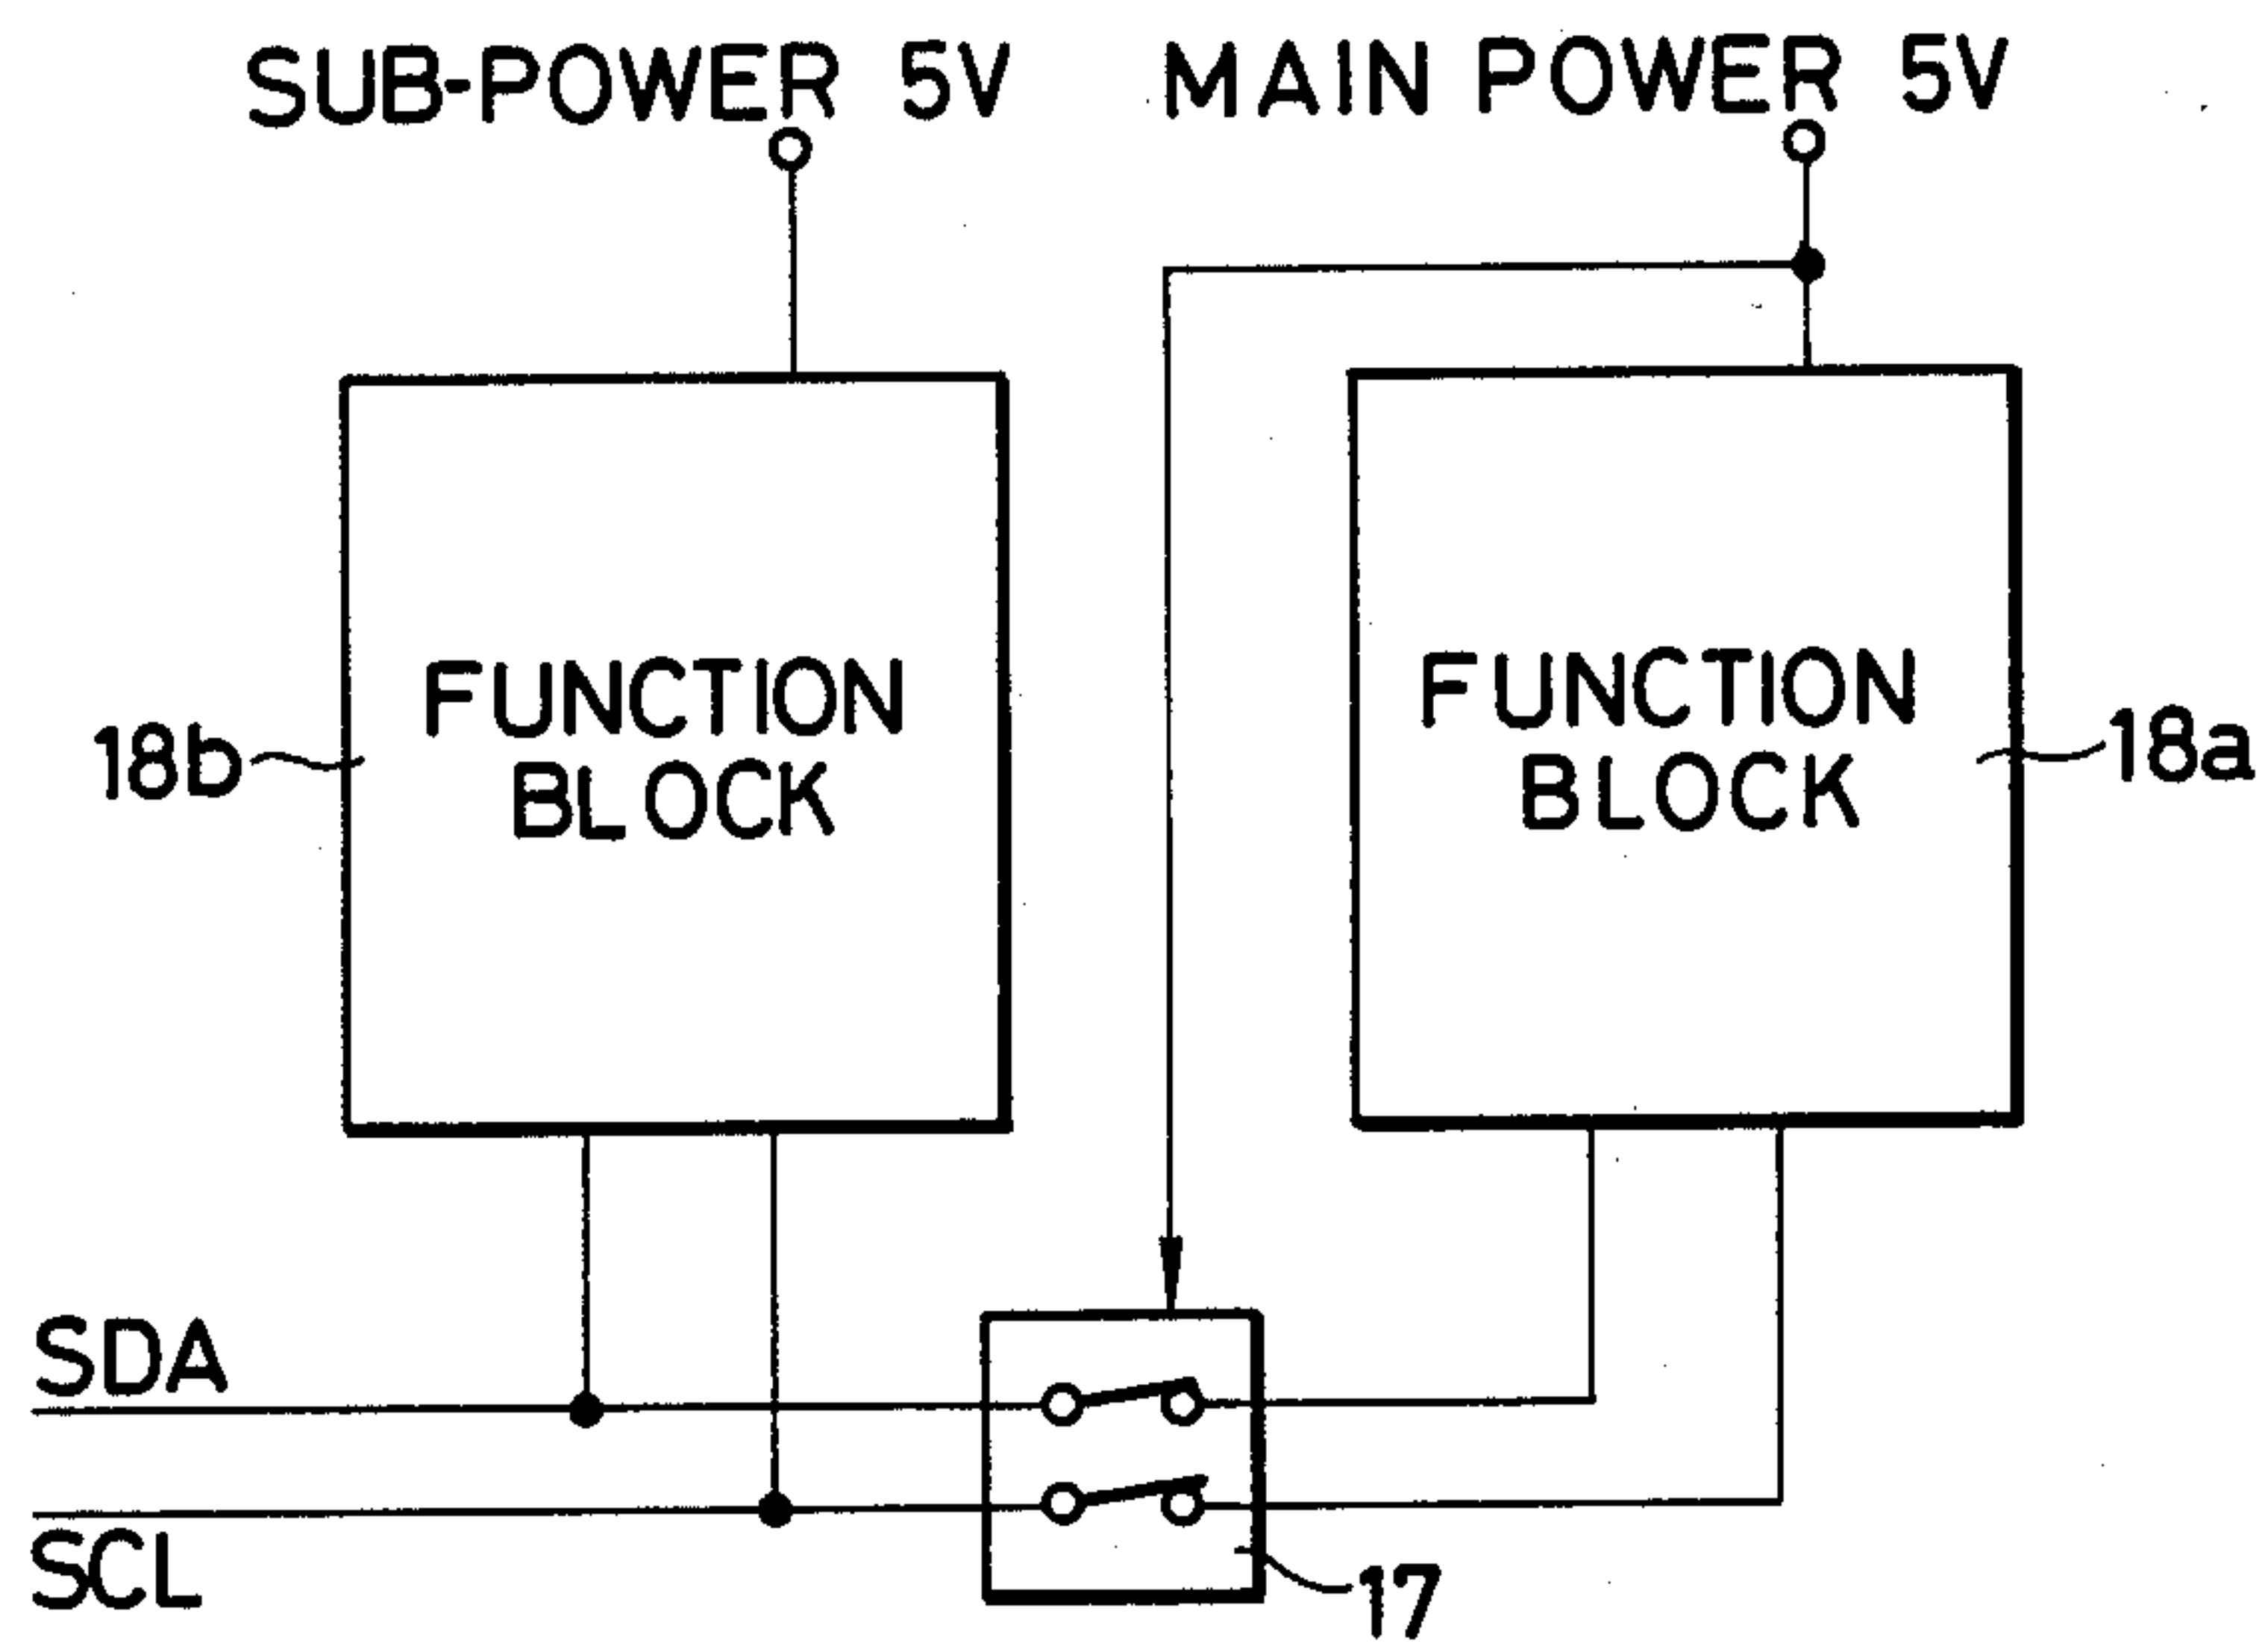 SUB-POWER 5V
MAIN POWER 5V
FUNCTION
BLOCK
18b
FUNCTION
BLOCK
18a
SDA
SCL
17